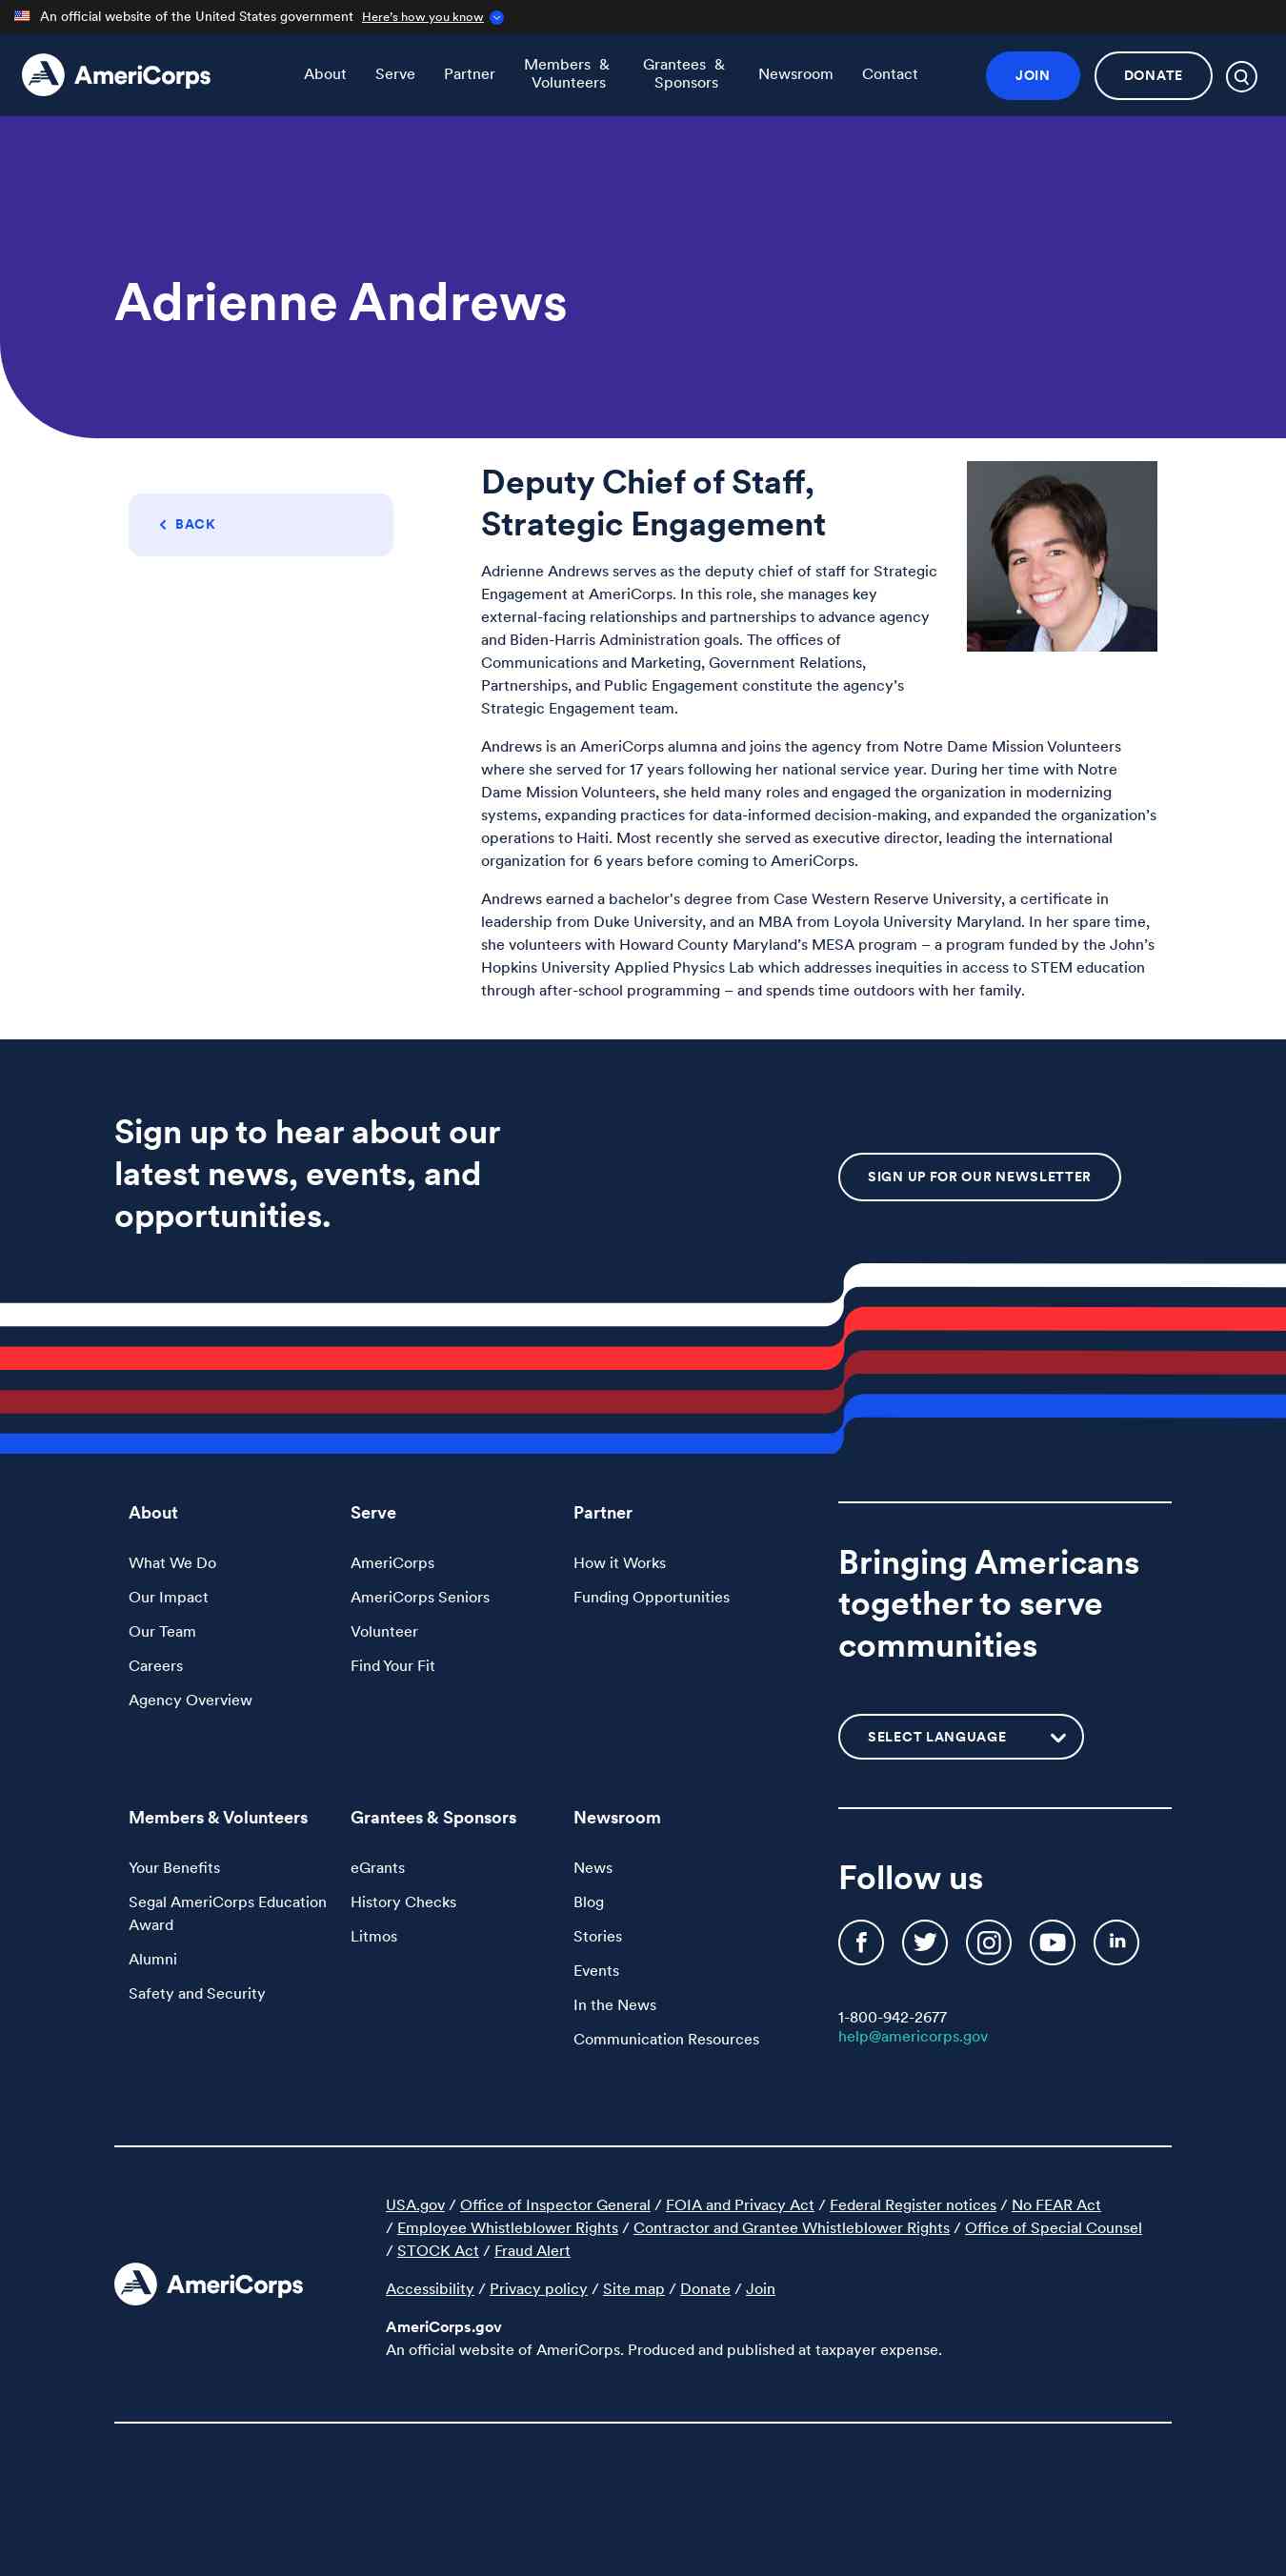 An official website of the United States government Here's how you know
AmeriCorps
About Serve Partner Members & Volunteers Grantees & Sponsors Newsroom Contact
JOIN DONATE
Adrienne Andrews
BACK
Deputy Chief of Staff,
Strategic Engagement
Adrienne Andrews serves as the deputy chief of staff for Strategic
Engagement at AmeriCorps. In this role, she manages key
external-facing relationships and partnerships to advance agency
and Biden-Harris Administration goals. The offices of
Communications and Marketing, Government Relations,
Partnerships, and Public Engagement constitute the agency's
Strategic Engagement team.
Andrews is an AmeriCorps alumna and joins the agency from Notre Dame Mission Volunteers
where she served for 17 years following her national service year. During her time with Notre
Dame Mission Volunteers, she held many roles and engaged the organization in modernizing
systems, expanding practices for data-informed decision-making, and expanded the organization's
operations to Haiti. Most recently she served as executive director, leading the international
organization for 6 years before coming to AmeriCorps.
Andrews earned a bachelor's degree from Case Western Reserve University, a certificate in
leadership from Duke University, and an MBA from Loyola University Maryland. In her spare time,
she volunteers with Howard County Maryland's MESA program – a program funded by the John's
Hopkins University Applied Physics Lab which addresses inequities in access to STEM education
through after-school programming – and spends time outdoors with her family.
Sign up to hear about our
latest news, events, and
opportunities.
SIGN UP FOR OUR NEWSLETTER
About
What We Do
Our Impact
Our Team
Careers
Agency Overview
Serve
AmeriCorps
AmeriCorps Seniors
Volunteer
Find Your Fit
Partner
How it Works
Funding Opportunities
Bringing Americans
together to serve
communities
SELECT LANGUAGE
Members & Volunteers
Your Benefits
Segal AmeriCorps Education
Award
Alumni
Safety and Security
Grantees & Sponsors
eGrants
History Checks
Litmos
Newsroom
News
Blog
Stories
Events
In the News
Communication Resources
Follow us
1-800-942-2677
help@americorps.gov
AmeriCorps
USA.gov / Office of Inspector General / FOIA and Privacy Act / Federal Register notices / No FEAR Act
/ Employee Whistleblower Rights / Contractor and Grantee Whistleblower Rights / Office of Special Counsel
/ STOCK Act / Fraud Alert
Accessibility / Privacy policy / Site map / Donate / Join
AmeriCorps.gov
An official website of AmeriCorps. Produced and published at taxpayer expense.